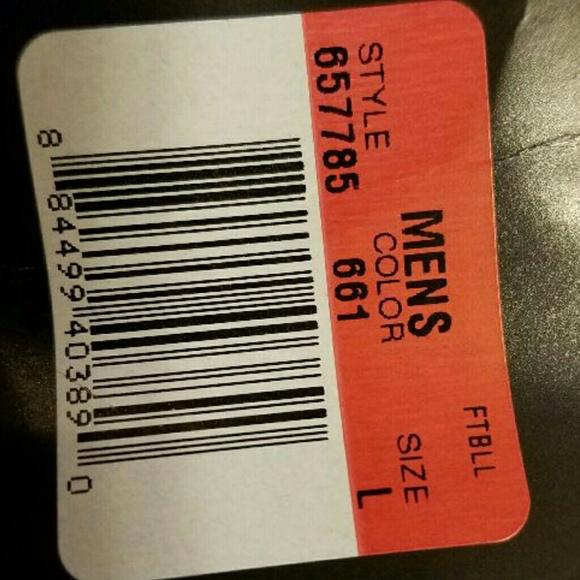 FTBLL
MENS
STYLE COLOR SIZE
657785 661 L
8 84499 40389 0